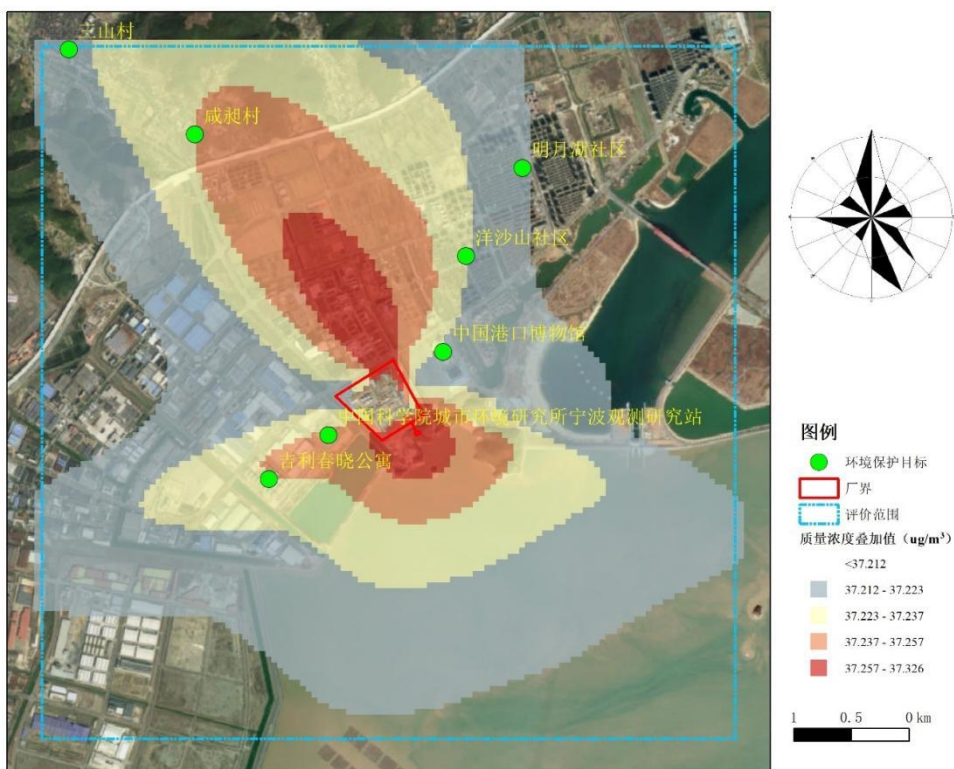 三山村
咸昶村
明月湖社区
洋沙山社区
中国港口博物馆
中国科学院城市环境研究所宁波观测研究站
吉利春晓公寓
图例
环境保护目标
厂界
评价范围
质量浓度叠加值（ug/m³）
<37.212
37.212 - 37.223
37.223 - 37.237
37.237 - 37.257
37.257 - 37.326
1 0.5 0 km